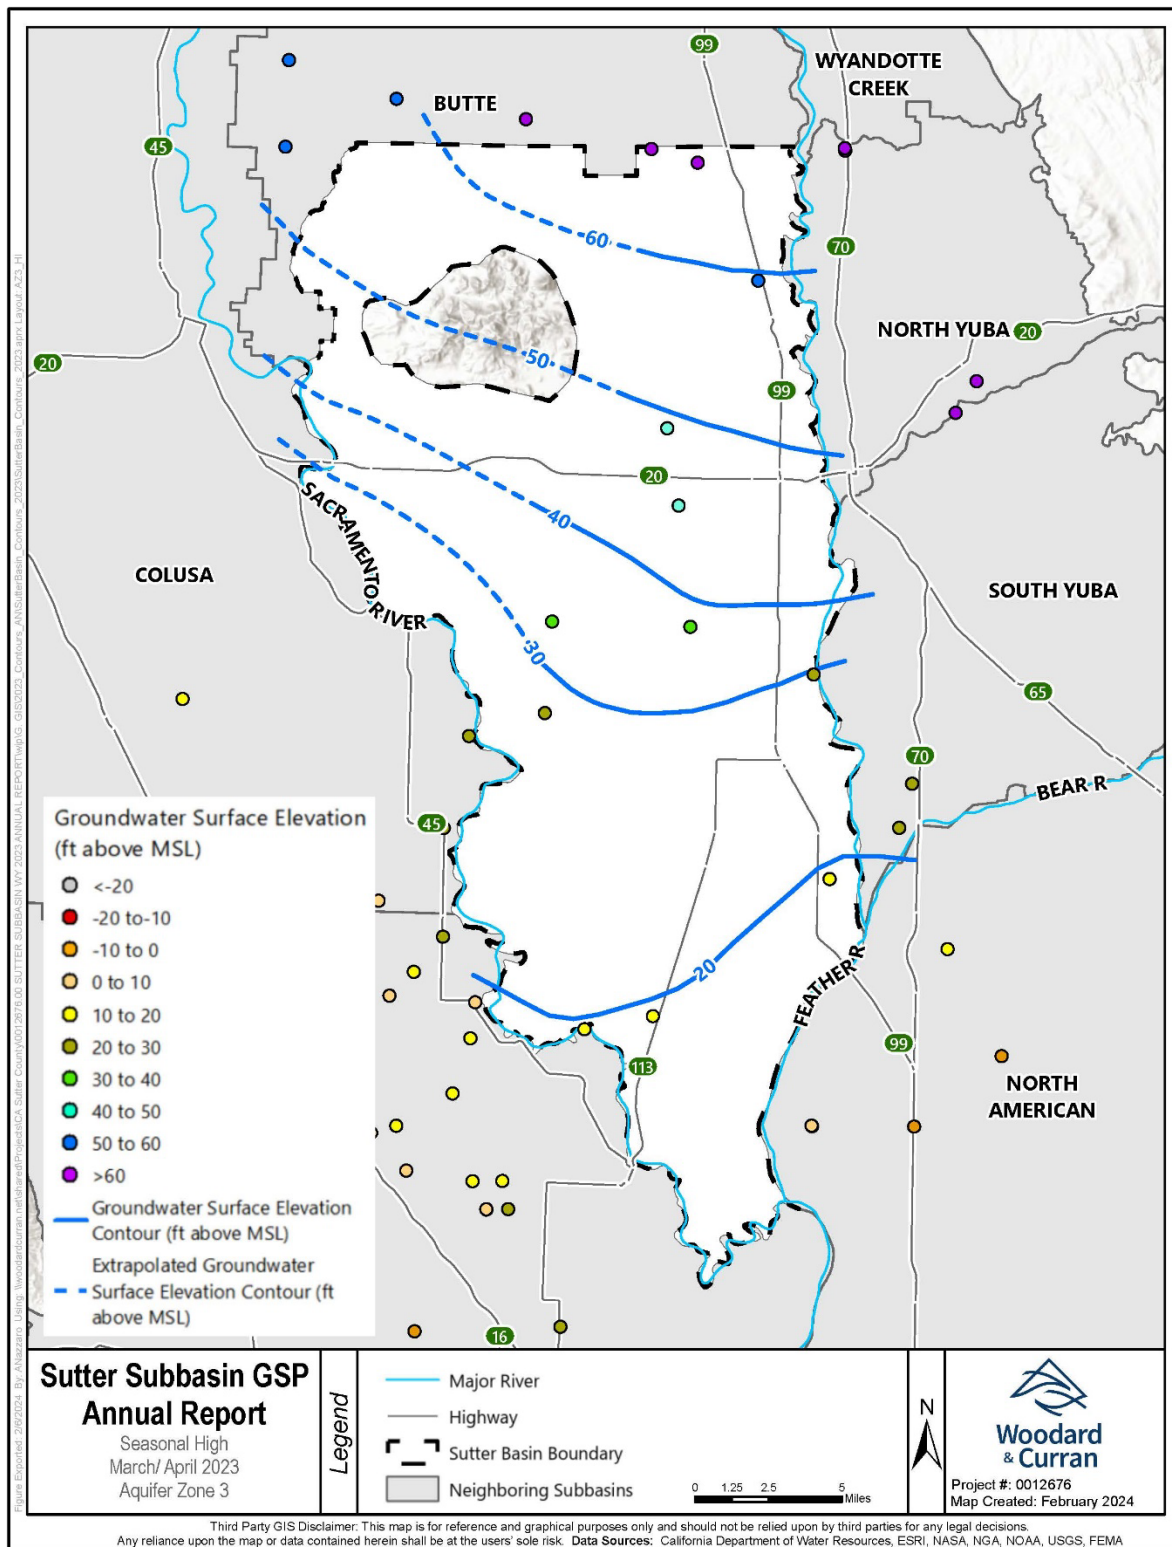 99
WYANDOTTE
CREEK
BUTTE
45
60
70
NORTH YUBA
20
20
50
99
20
40
SACRAMENTO
RIVER
COLUSA
SOUTH YUBA
30
65
70
BEAR R
45
20
FEATHER R
99
113
NORTH
AMERICAN
16
Groundwater Surface Elevation
(ft above MSL)
<-20
-20 to-10
-10 to 0
0 to 10
10 to 20
20 to 30
30 to 40
40 to 50
50 to 60
>60
Groundwater Surface Elevation
Contour (ft above MSL)
Extrapolated Groundwater
Surface Elevation Contour (ft
above MSL)
Sutter Subbasin GSP
Annual Report
Seasonal High
March/ April 2023
Aquifer Zone 3
Legend
Major River
Highway
Sutter Basin Boundary
Neighboring Subbasins
0 1.25 2.5 5
Miles
N
Woodard
& Curran
Project #: 0012676
Map Created: February 2024
Third Party GIS Disclaimer: This map is for reference and graphical purposes only and should not be relied upon by third parties for any legal decisions.
Any reliance upon the map or data contained herein shall be at the users' sole risk. Data Sources: California Department of Water Resources, ESRI, NASA, NGA, NOAA, USGS, FEMA